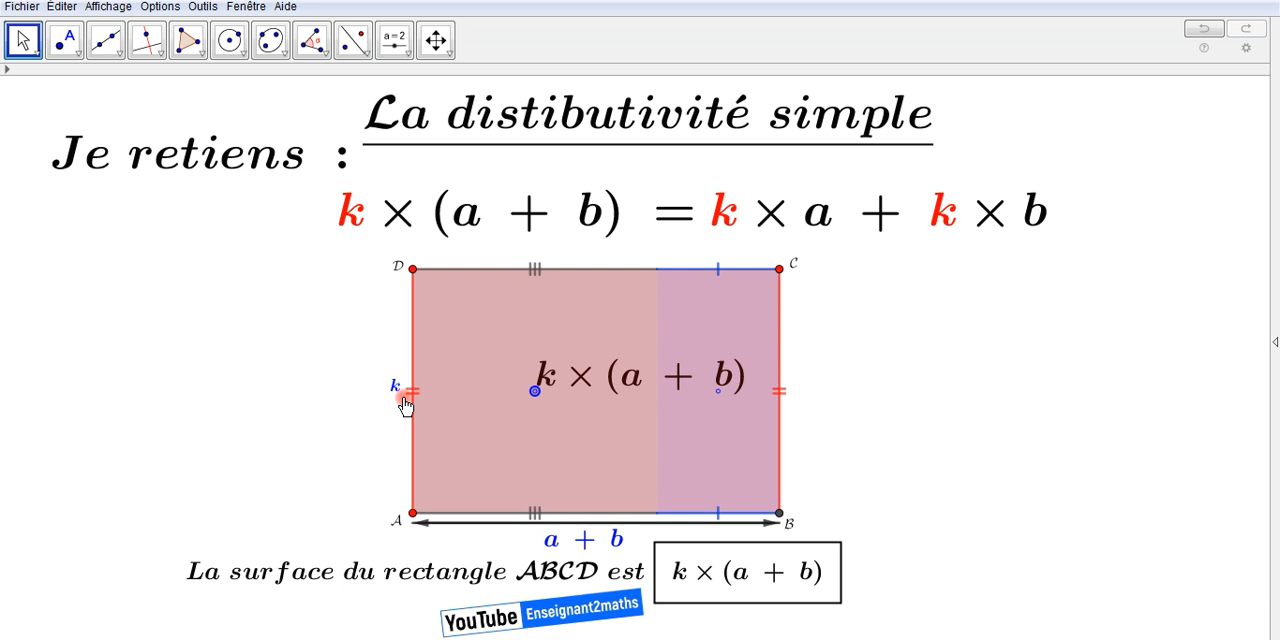 Fichier Éditer Affichage Options Outils Fenêtre Aide
A a=2
La distibutivité simple
Je retiens :
k × (a + b) = k × a + k × b
D C
k × (a + b)
k
A B
a + b
La surface du rectangle ABCD est k × (a + b)
YouTube Enseignant2maths